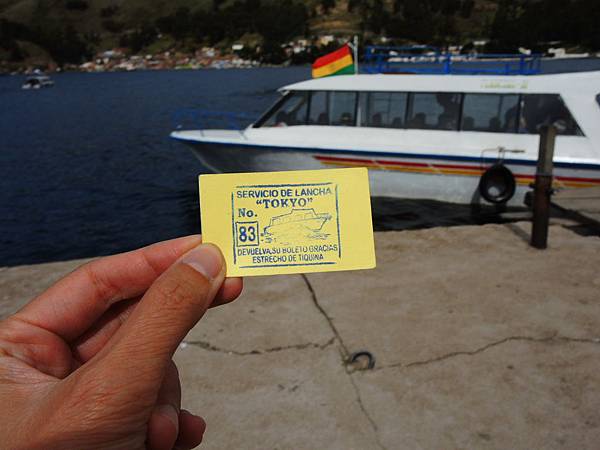 SERVICIO DE LANCHA
"TOKYO"
No.
83
DEVUELVA,SU BOLETO GRACIAS
ESTRECHO DE TIQUINA